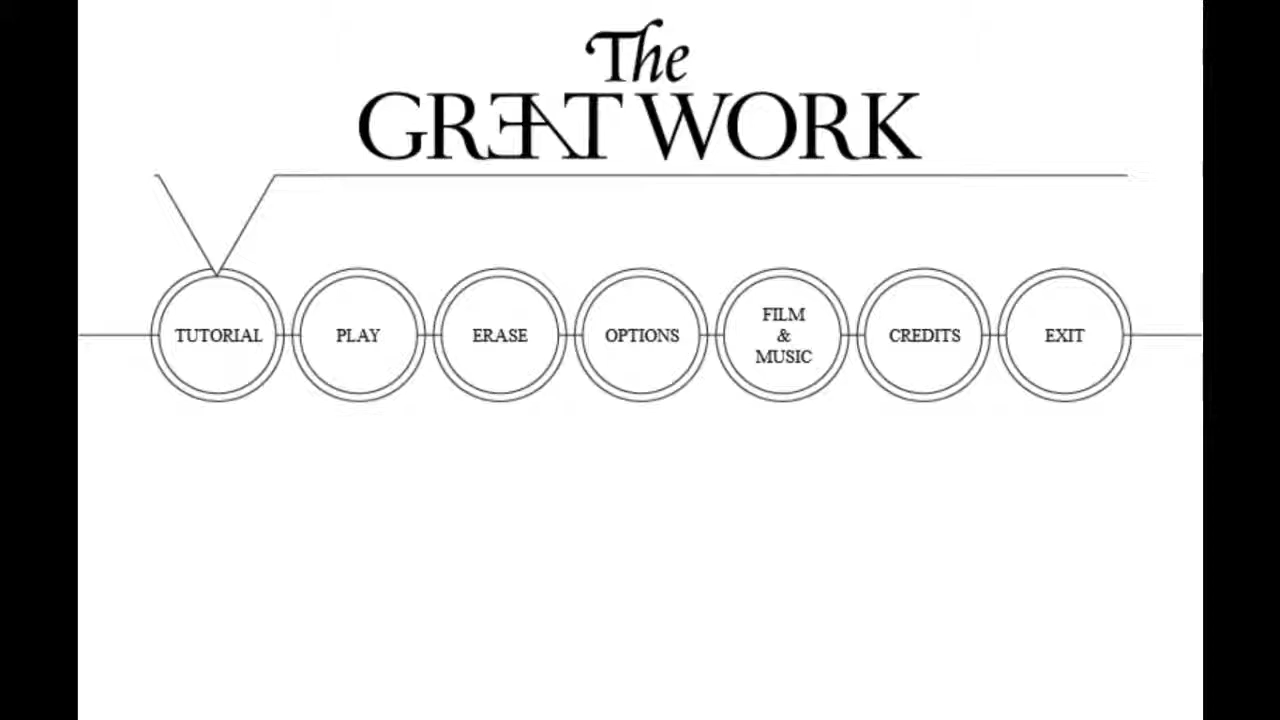 The
GREAT WORK
TUTORIAL
PLAY
ERASE
OPTIONS
FILM
&
MUSIC
CREDITS
EXIT